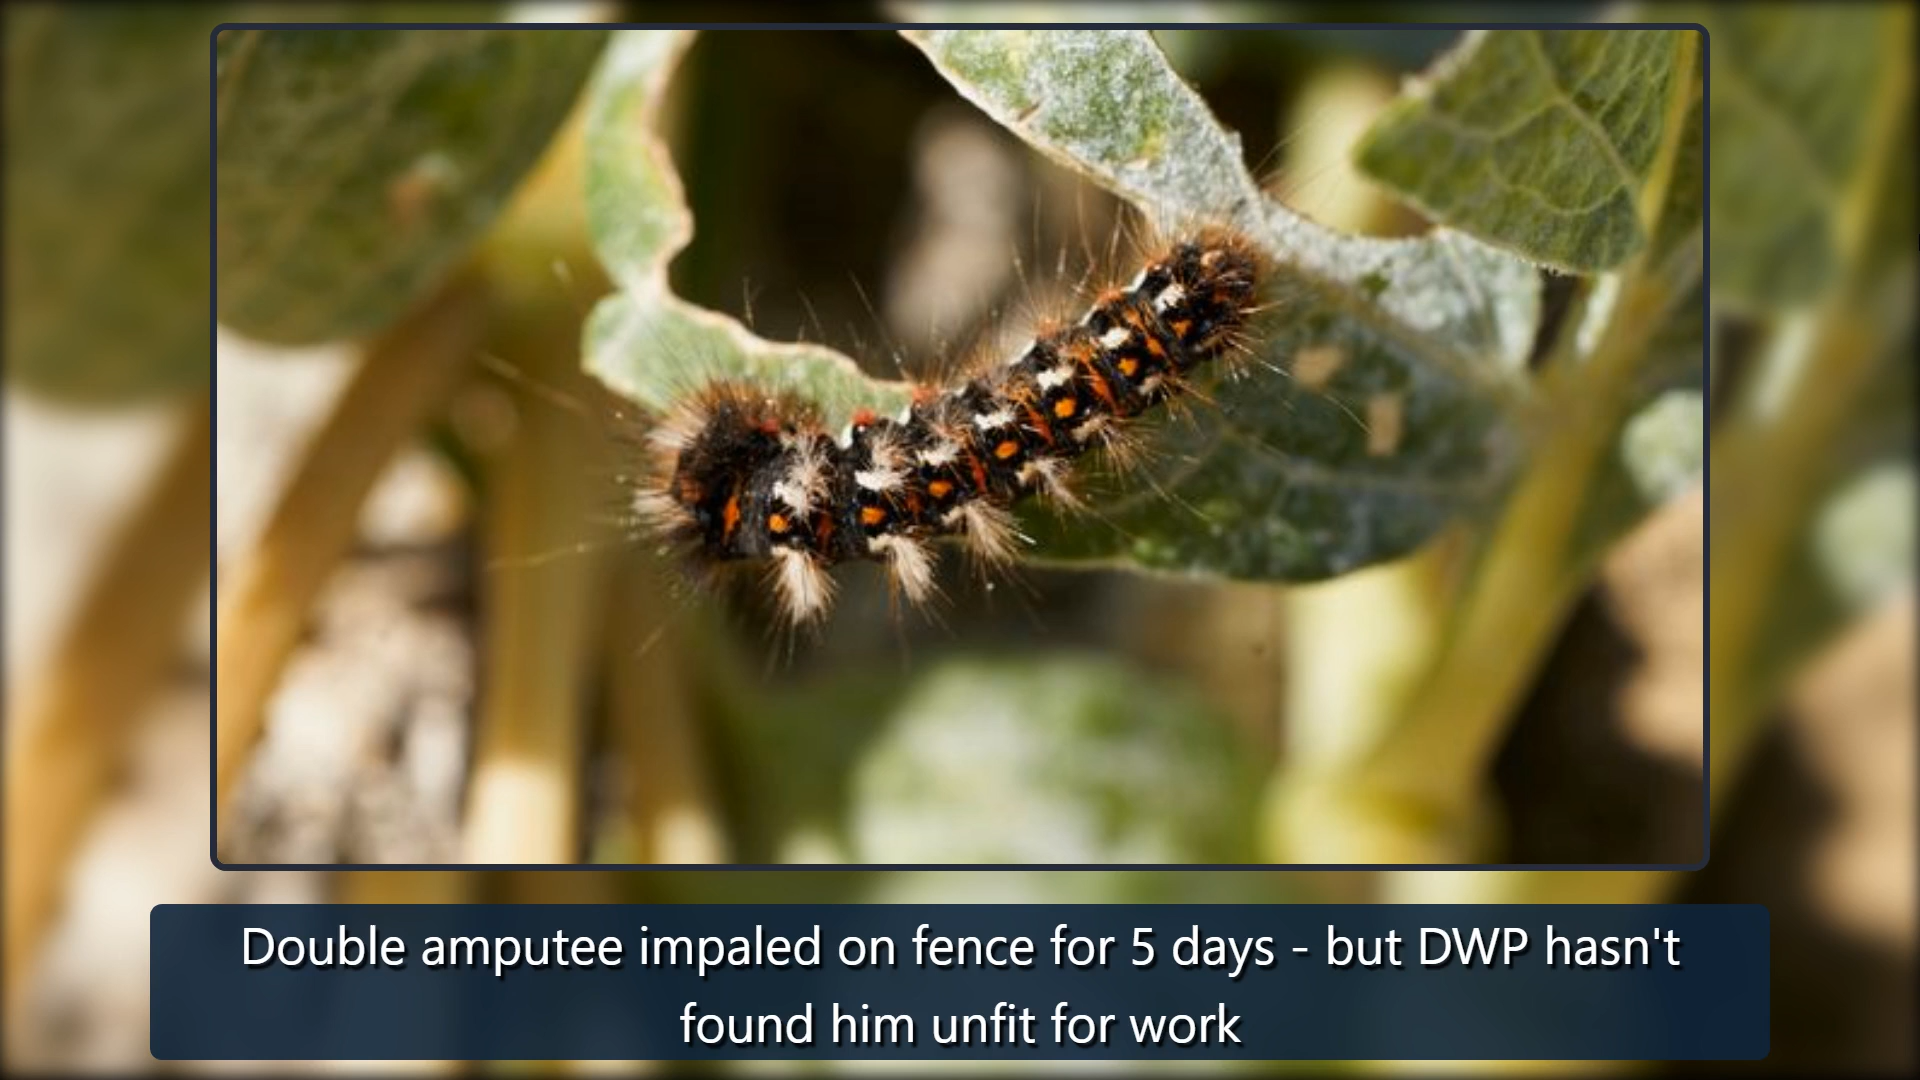 Double amputee impaled on fence for 5 days - but DWP hasn't
found him unfit for work